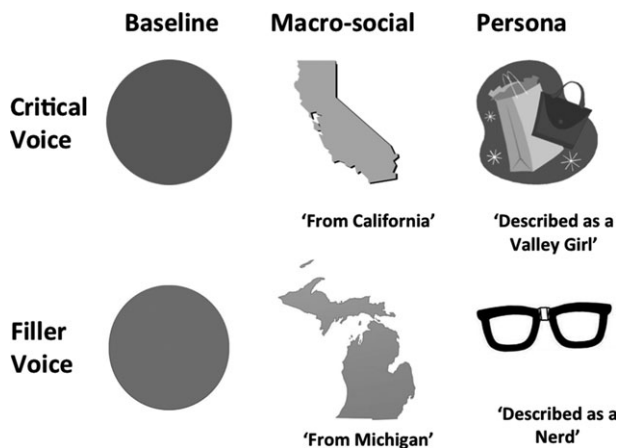 Baseline Macro-social Persona
Critical
Voice
'From California'
'Described as a
Valley Girl'
Filler
Voice
'From Michigan'
'Described as a
Nerd'